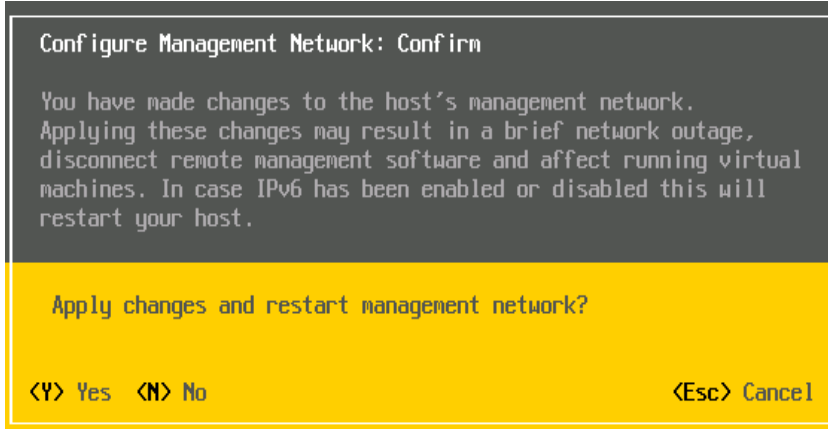 Configure Management Network: Confirm
You have made changes to the host's management network.
Applying these changes may result in a brief network outage,
disconnect remote management software and affect running virtual
machines. In case IPv6 has been enabled or disabled this will
restart your host.
Apply changes and restart management network?
<Y> Yes <N> No <Esc> Cancel